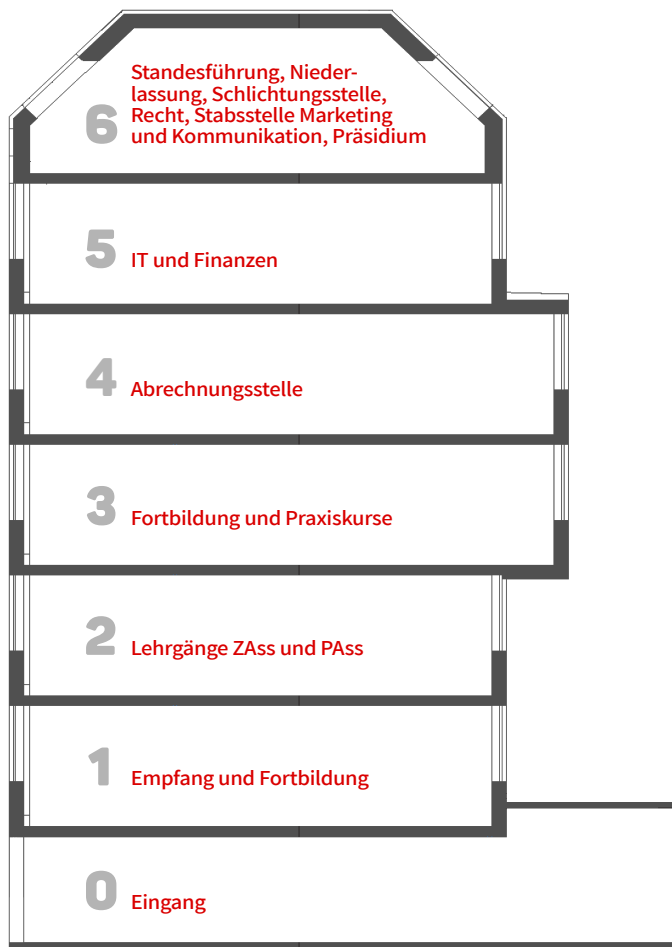 6
Standesführung, Nieder-
lassung, Schlichtungsstelle,
Recht, Stabsstelle Marketing
und Kommunikation, Präsidium
5 IT und Finanzen
4 Abrechnungsstelle
3 Fortbildung und Praxiskurse
2 Lehrgänge ZAss und PAss
1 Empfang und Fortbildung
0 Eingang